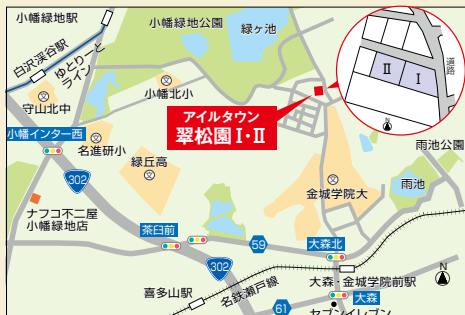 小幡緑地駅
小幡緑地公園
緑ヶ池
道路
白沢渓谷駅
ゆとりーと
ライン
Ⅱ
Ⅰ
守山北中
小幡北小
アイルタウン
翠松園Ⅰ・Ⅱ
N
小幡インター西
名進研小
雨池公園
302
緑丘高
金城学院大
雨池
ナフコ不二屋
小幡緑地店
茶臼前
59
大森北
302
N
大森・金城学院前駅
喜多山駅
名鉄瀬戸線
61
大森
セブンイレブン